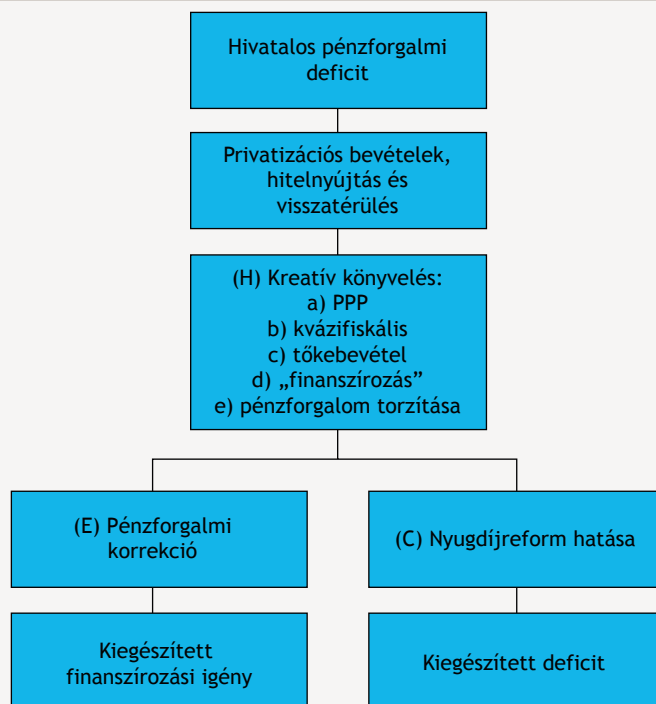 Hivatalos pénzforgalmi
deficit
Privatizációs bevételek,
hitelnyújtás és
visszatérülés
(H) Kreatív könyvelés:
a) PPP
b) kvázifiskális
c) tőkebevétel
d) „finanszírozás”
e) pénzforgalom torzítása
(E) Pénzforgalmi
korrekció
(C) Nyugdíjreform hatása
Kiegészített
finanszírozási igény
Kiegészített deficit